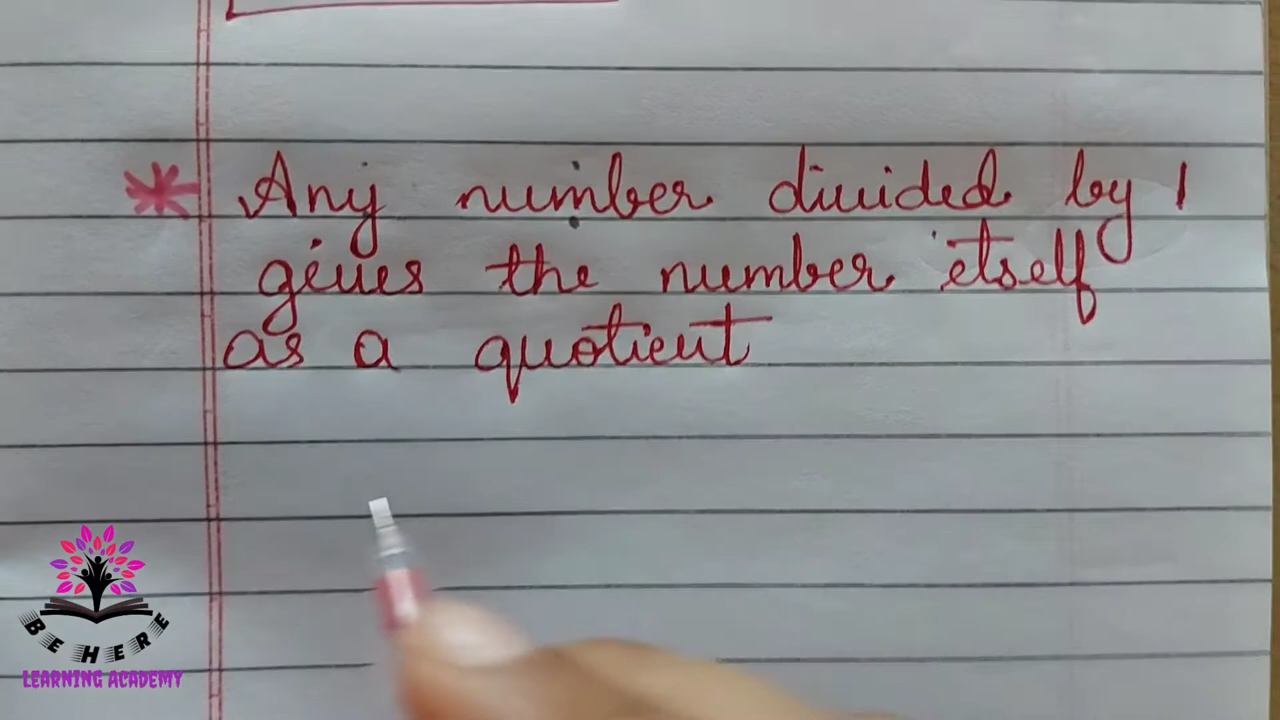 * Any number divided by 1
gives the number itself
as a quotient
BE HERE
LEARNING ACADEMY